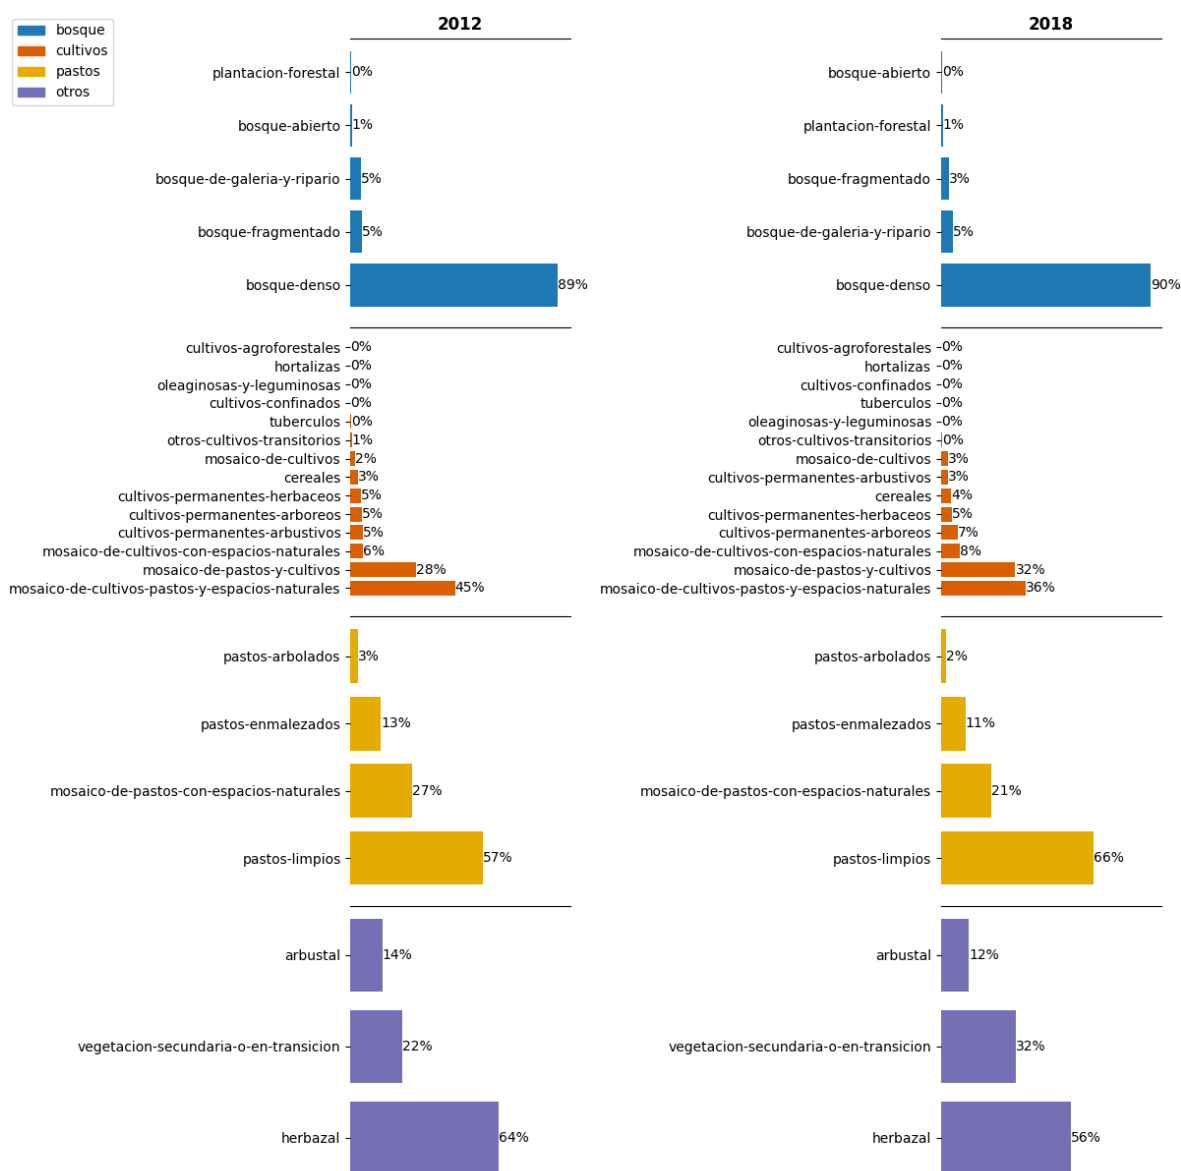 bosque
cultivos
pastos
otros
2012
plantacion-forestal 0%
bosque-abierto 1%
bosque-de-galeria-y-ripario 5%
bosque-fragmentado 5%
bosque-denso 89%
cultivos-agroforestales 0%
hortalizas 0%
oleaginosas-y-leguminosas 0%
cultivos-confinados 0%
tuberculos 0%
otros-cultivos-transitorios 1%
mosaico-de-cultivos 2%
cereales 3%
cultivos-permanentes-herbaceos 5%
cultivos-permanentes-arboreos 5%
cultivos-permanentes-arbustivos 5%
mosaico-de-cultivos-con-espacios-naturales 6%
mosaico-de-pastos-y-cultivos 28%
mosaico-de-cultivos-pastos-y-espacios-naturales 45%
pastos-arbolados 3%
pastos-enmalezados 13%
mosaico-de-pastos-con-espacios-naturales 27%
pastos-limpios 57%
arbustal 14%
vegetacion-secundaria-o-en-transicion 22%
herbazal 64%
2018
bosque-abierto 0%
plantacion-forestal 1%
bosque-fragmentado 3%
bosque-de-galeria-y-ripario 5%
bosque-denso 90%
cultivos-agroforestales 0%
hortalizas 0%
cultivos-confinados 0%
tuberculos 0%
oleaginosas-y-leguminosas 0%
otros-cultivos-transitorios 0%
mosaico-de-cultivos 3%
cultivos-permanentes-arbustivos 3%
cereales 4%
cultivos-permanentes-herbaceos 5%
cultivos-permanentes-arboreos 7%
mosaico-de-cultivos-con-espacios-naturales 8%
mosaico-de-pastos-y-cultivos 32%
mosaico-de-cultivos-pastos-y-espacios-naturales 36%
pastos-arbolados 2%
pastos-enmalezados 11%
mosaico-de-pastos-con-espacios-naturales 21%
pastos-limpios 66%
arbustal 12%
vegetacion-secundaria-o-en-transicion 32%
herbazal 56%